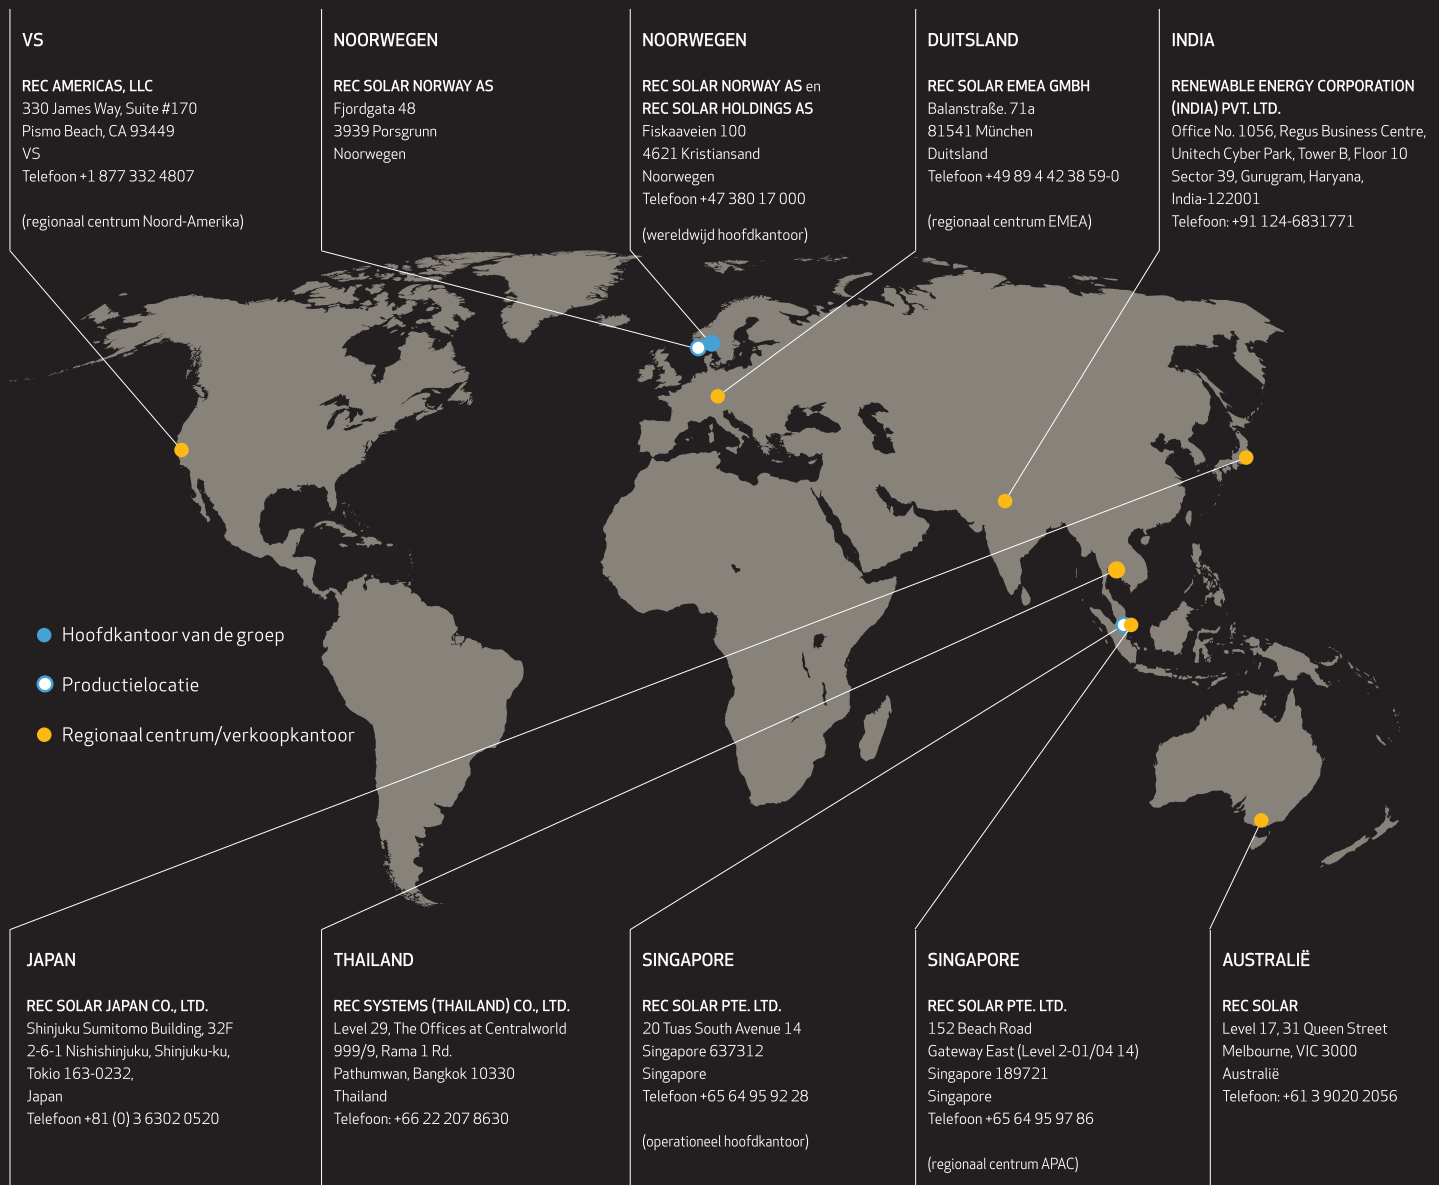 VS
REC AMERICAS, LLC
330 James Way, Suite #170
Pismo Beach, CA 93449
VS
Telefoon +1 877 332 4807
(regionaal centrum Noord-Amerika)
NOORWEGEN
REC SOLAR NORWAY AS
Fjordgata 48
3939 Porsgrunn
Noorwegen
NOORWEGEN
REC SOLAR NORWAY AS en
REC SOLAR HOLDINGS AS
Fiskaaveien 100
4621 Kristiansand
Noorwegen
Telefoon +47 380 17 000
(wereldwijd hoofdkantoor)
DUITSLAND
REC SOLAR EMEA GMBH
Balanstraße. 71a
81541 München
Duitsland
Telefoon +49 89 4 42 38 59-0
(regionaal centrum EMEA)
INDIA
RENEWABLE ENERGY CORPORATION
(INDIA) PVT. LTD.
Office No. 1056, Regus Business Centre,
Unitech Cyber Park, Tower B, Floor 10
Sector 39, Gurugram, Haryana,
India-122001
Telefoon: +91 124-6831771
Hoofdkantoor van de groep
Productielocatie
Regionaal centrum/verkoopkantoor
JAPAN
REC SOLAR JAPAN CO., LTD.
Shinjuku Sumitomo Building, 32F
2-6-1 Nishishinjuku, Shinjuku-ku,
Tokio 163-0232,
Japan
Telefoon +81 (0) 3 6302 0520
THAILAND
REC SYSTEMS (THAILAND) CO., LTD.
Level 29, The Offices at Centralworld
999/9, Rama 1 Rd.
Pathumwan, Bangkok 10330
Thailand
Telefoon: +66 22 207 8630
SINGAPORE
REC SOLAR PTE. LTD.
20 Tuas South Avenue 14
Singapore 637312
Singapore
Telefoon +65 64 95 92 28
(operationeel hoofdkantoor)
SINGAPORE
REC SOLAR PTE. LTD.
152 Beach Road
Gateway East (Level 2-01/04 14)
Singapore 189721
Singapore
Telefoon +65 64 95 97 86
(regionaal centrum APAC)
AUSTRALIË
REC SOLAR
Level 17, 31 Queen Street
Melbourne, VIC 3000
Australië
Telefoon: +61 3 9020 2056